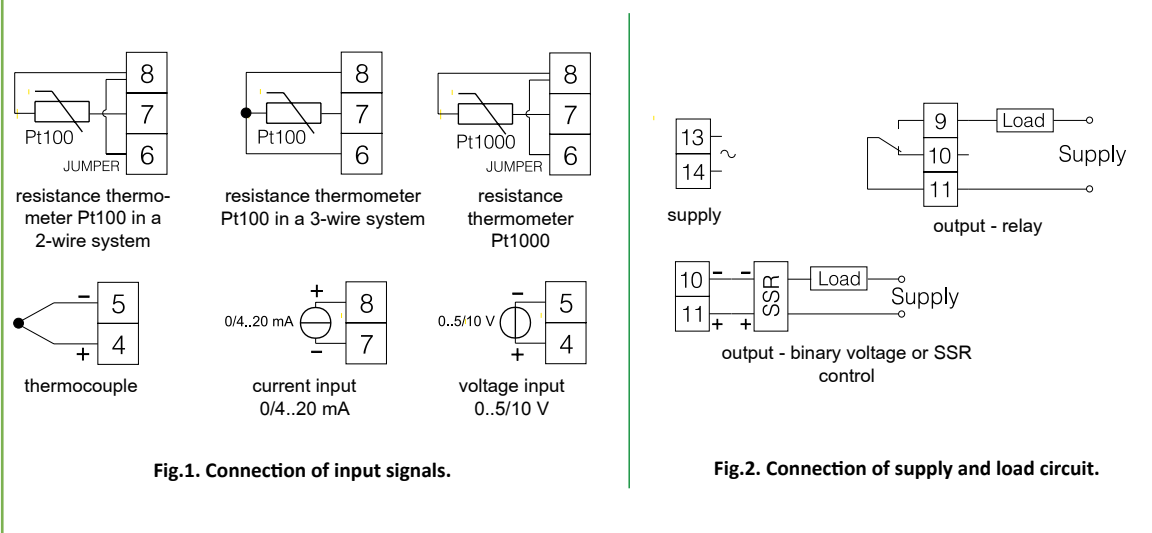 8
7
6
Pt100
JUMPER
resistance thermo-
meter Pt100 in a
2-wire system
8
7
6
Pt100
resistance thermometer
Pt100 in a 3-wire system
8
7
6
Pt1000
JUMPER
resistance
thermometer
Pt1000
–
5
4
+
thermocouple
+
8
0/4..20 mA
7
–
current input
0/4..20 mA
–
5
0..5/10 V
4
+
voltage input
0..5/10 V
Fig.1. Connection of input signals.
13
14
~
supply
9
Load
10
Supply
11
output - relay
10 – – SSR Load
Supply
11 + +
output - binary voltage or SSR
control
Fig.2. Connection of supply and load circuit.